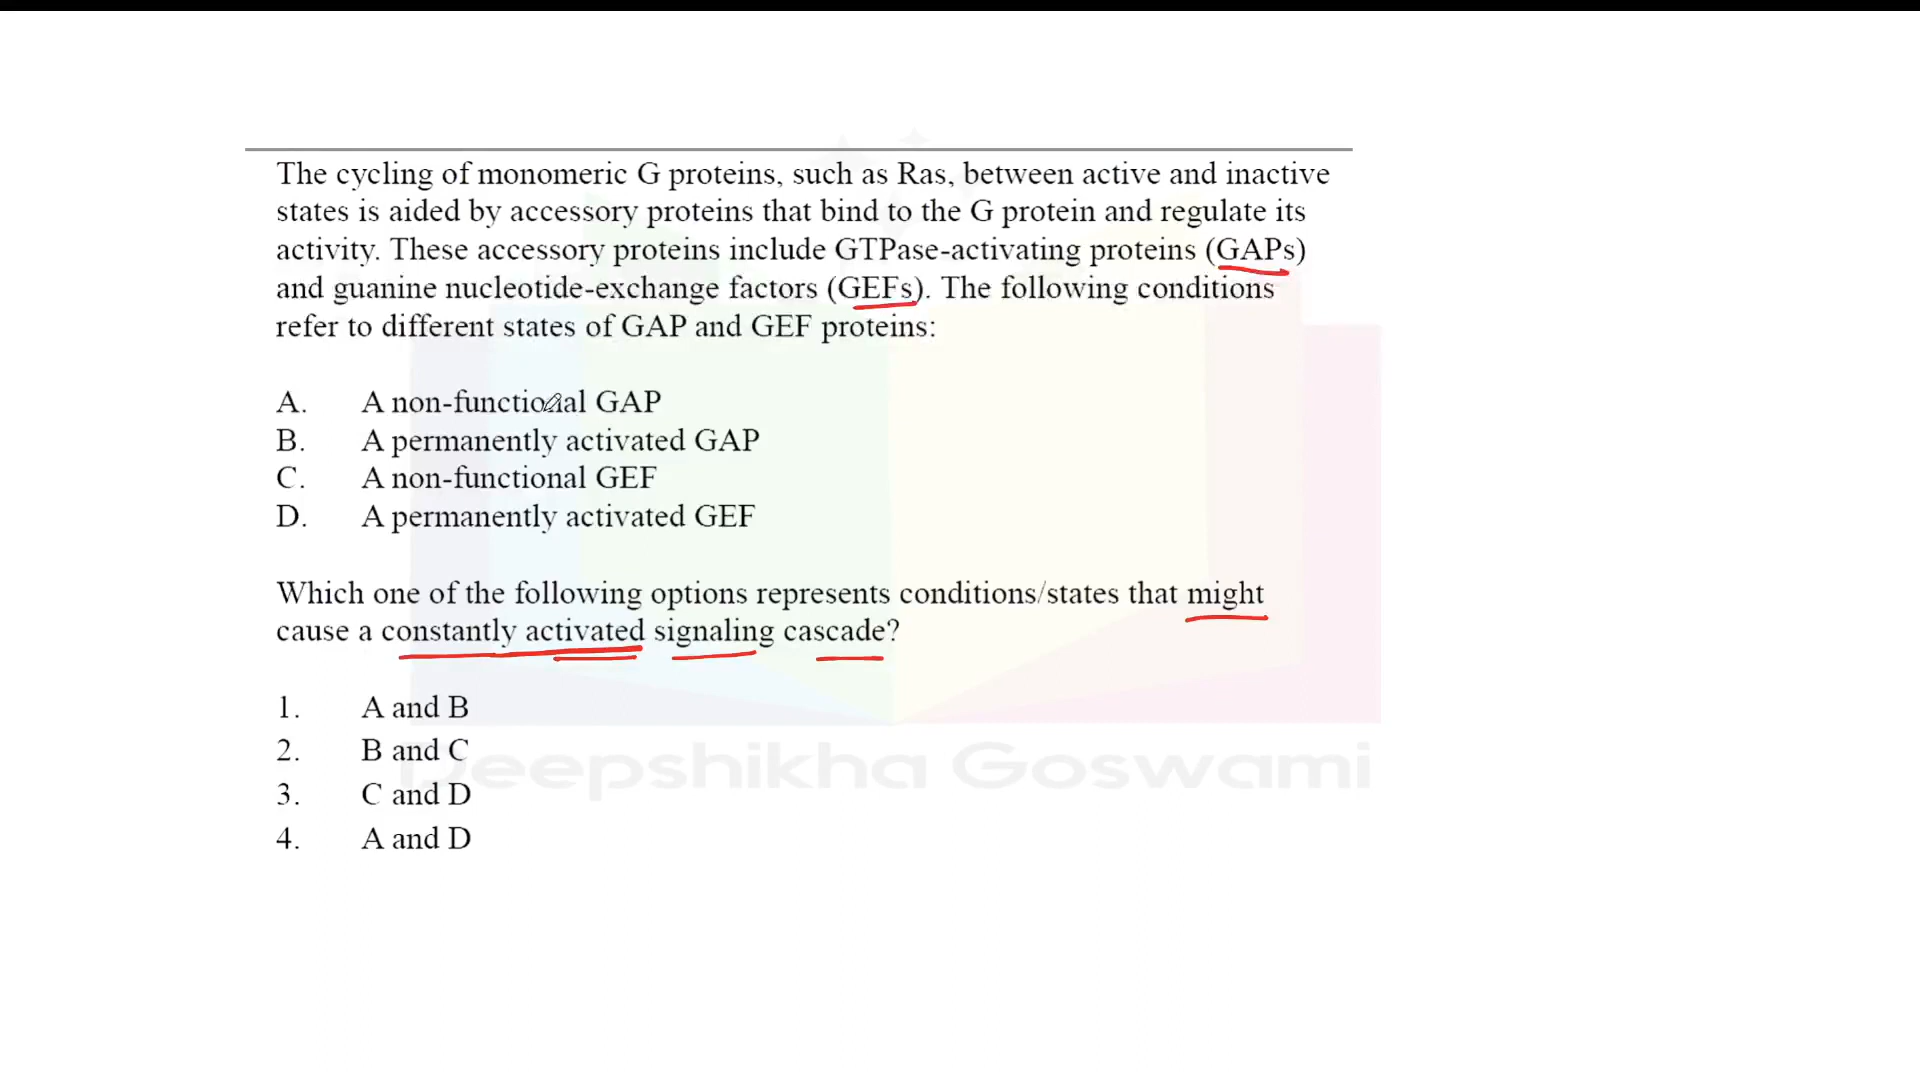 The cycling of monomeric G proteins, such as Ras, between active and inactive
states is aided by accessory proteins that bind to the G protein and regulate its
activity. These accessory proteins include GTPase-activating proteins (GAPs)
and guanine nucleotide-exchange factors (GEFs). The following conditions
refer to different states of GAP and GEF proteins:
A. A non-functional GAP
B. A permanently activated GAP
C. A non-functional GEF
D. A permanently activated GEF
Which one of the following options represents conditions/states that might
cause a constantly activated signaling cascade?
1. A and B
2. B and C
Deepshikha Goswami
3. C and D
4. A and D